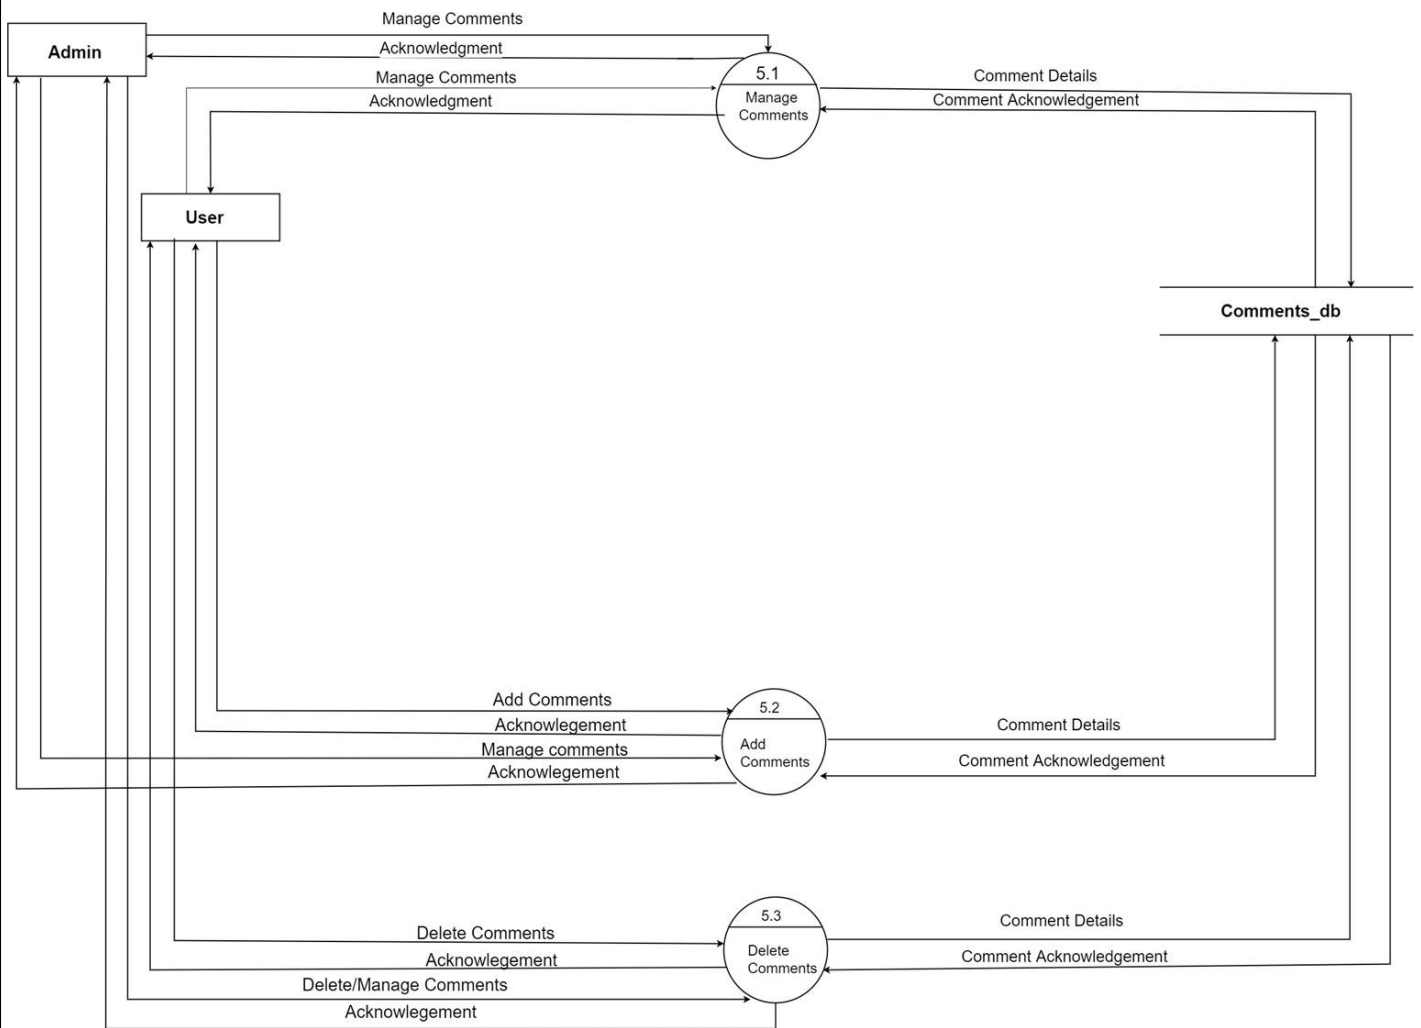 Manage Comments
Admin
Acknowledgment
5.1
Manage Comments
Comment Details
Manage
Comments
Acknowledgment
Comment Acknowledgement
User
Comments_db
Add Comments
5.2
Acknowlegement
Comment Details
Add
Comments
Manage comments
Comment Acknowledgement
Acknowlegement
5.3
Comment Details
Delete Comments
Delete
Comments
Acknowlegement
Comment Acknowledgement
Delete/Manage Comments
Acknowlegement